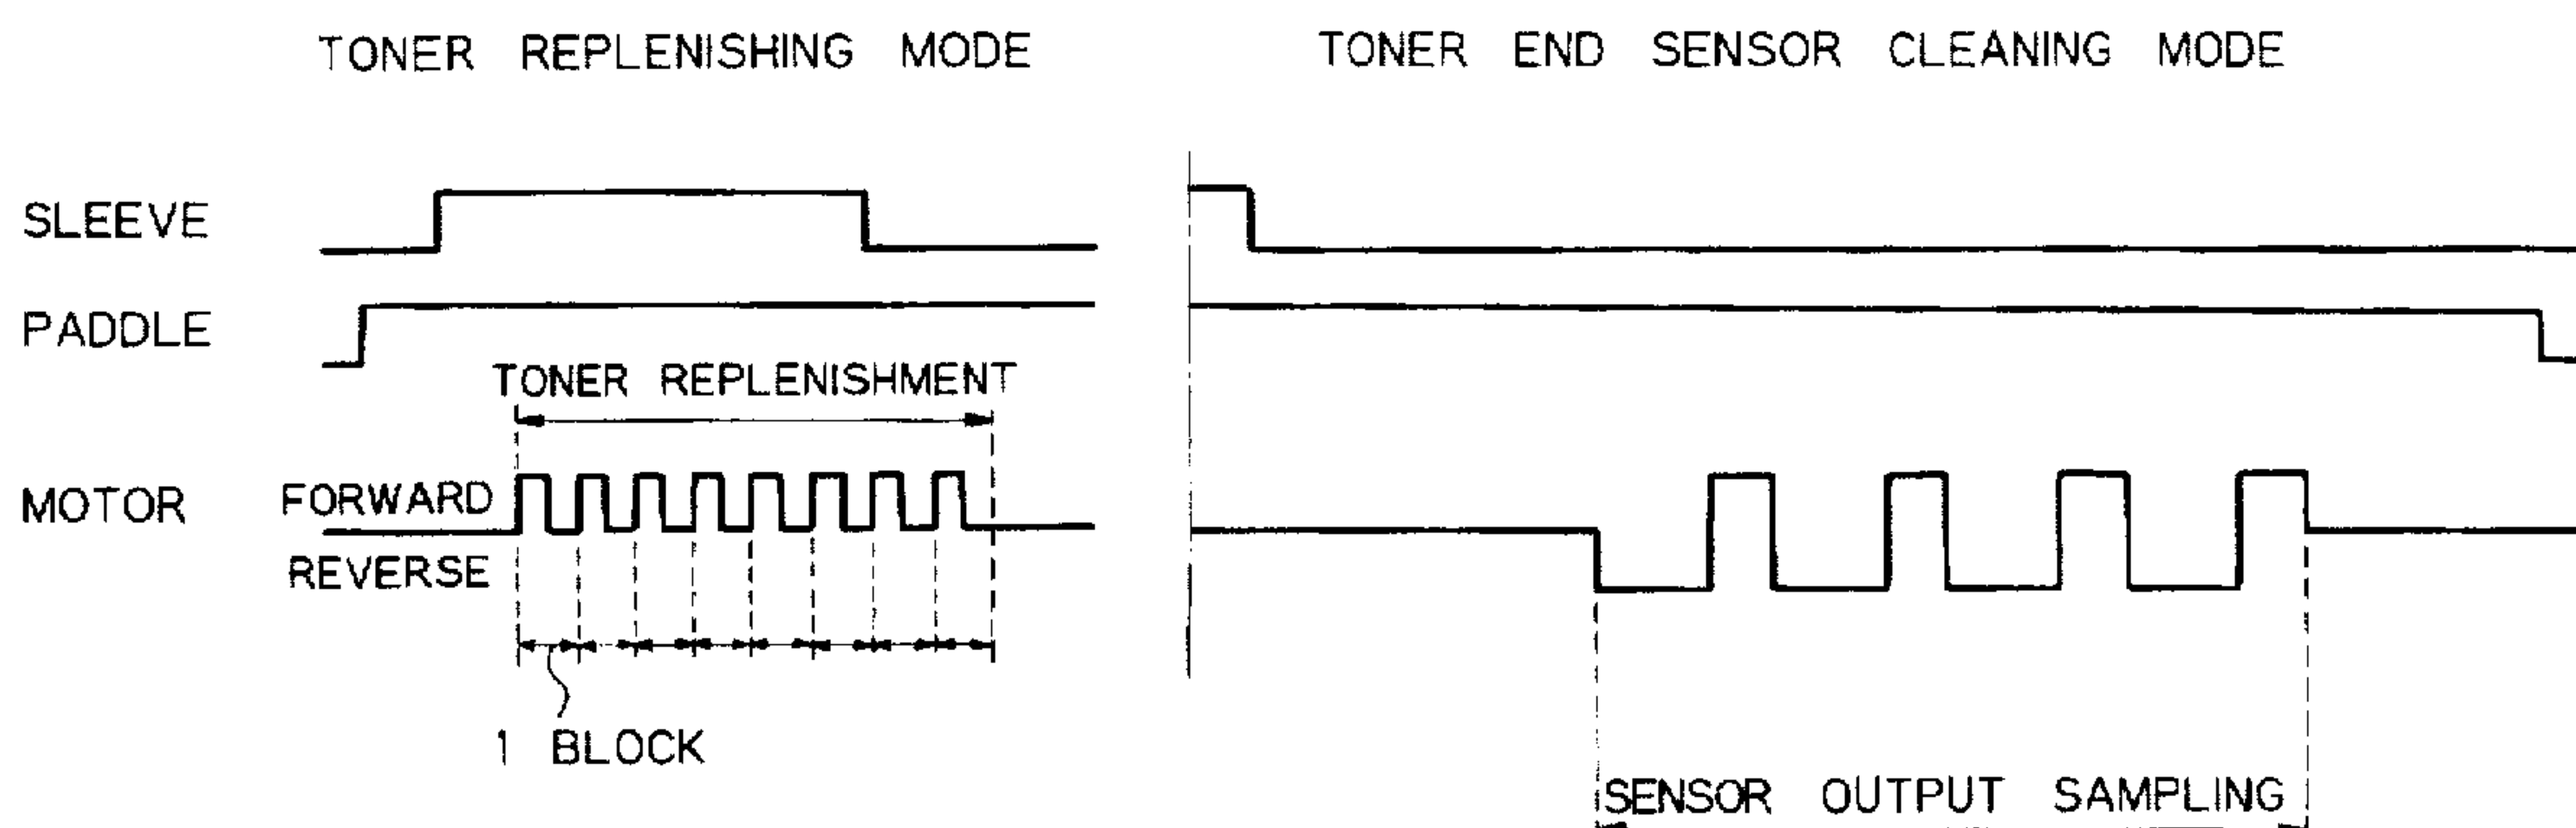 TONER REPLENISHING MODE
TONER END SENSOR CLEANING MODE
SLEEVE
PADDLE
TONER REPLENISHMENT
MOTOR
FORWARD
REVERSE
1 BLOCK
SENSOR OUTPUT SAMPLING